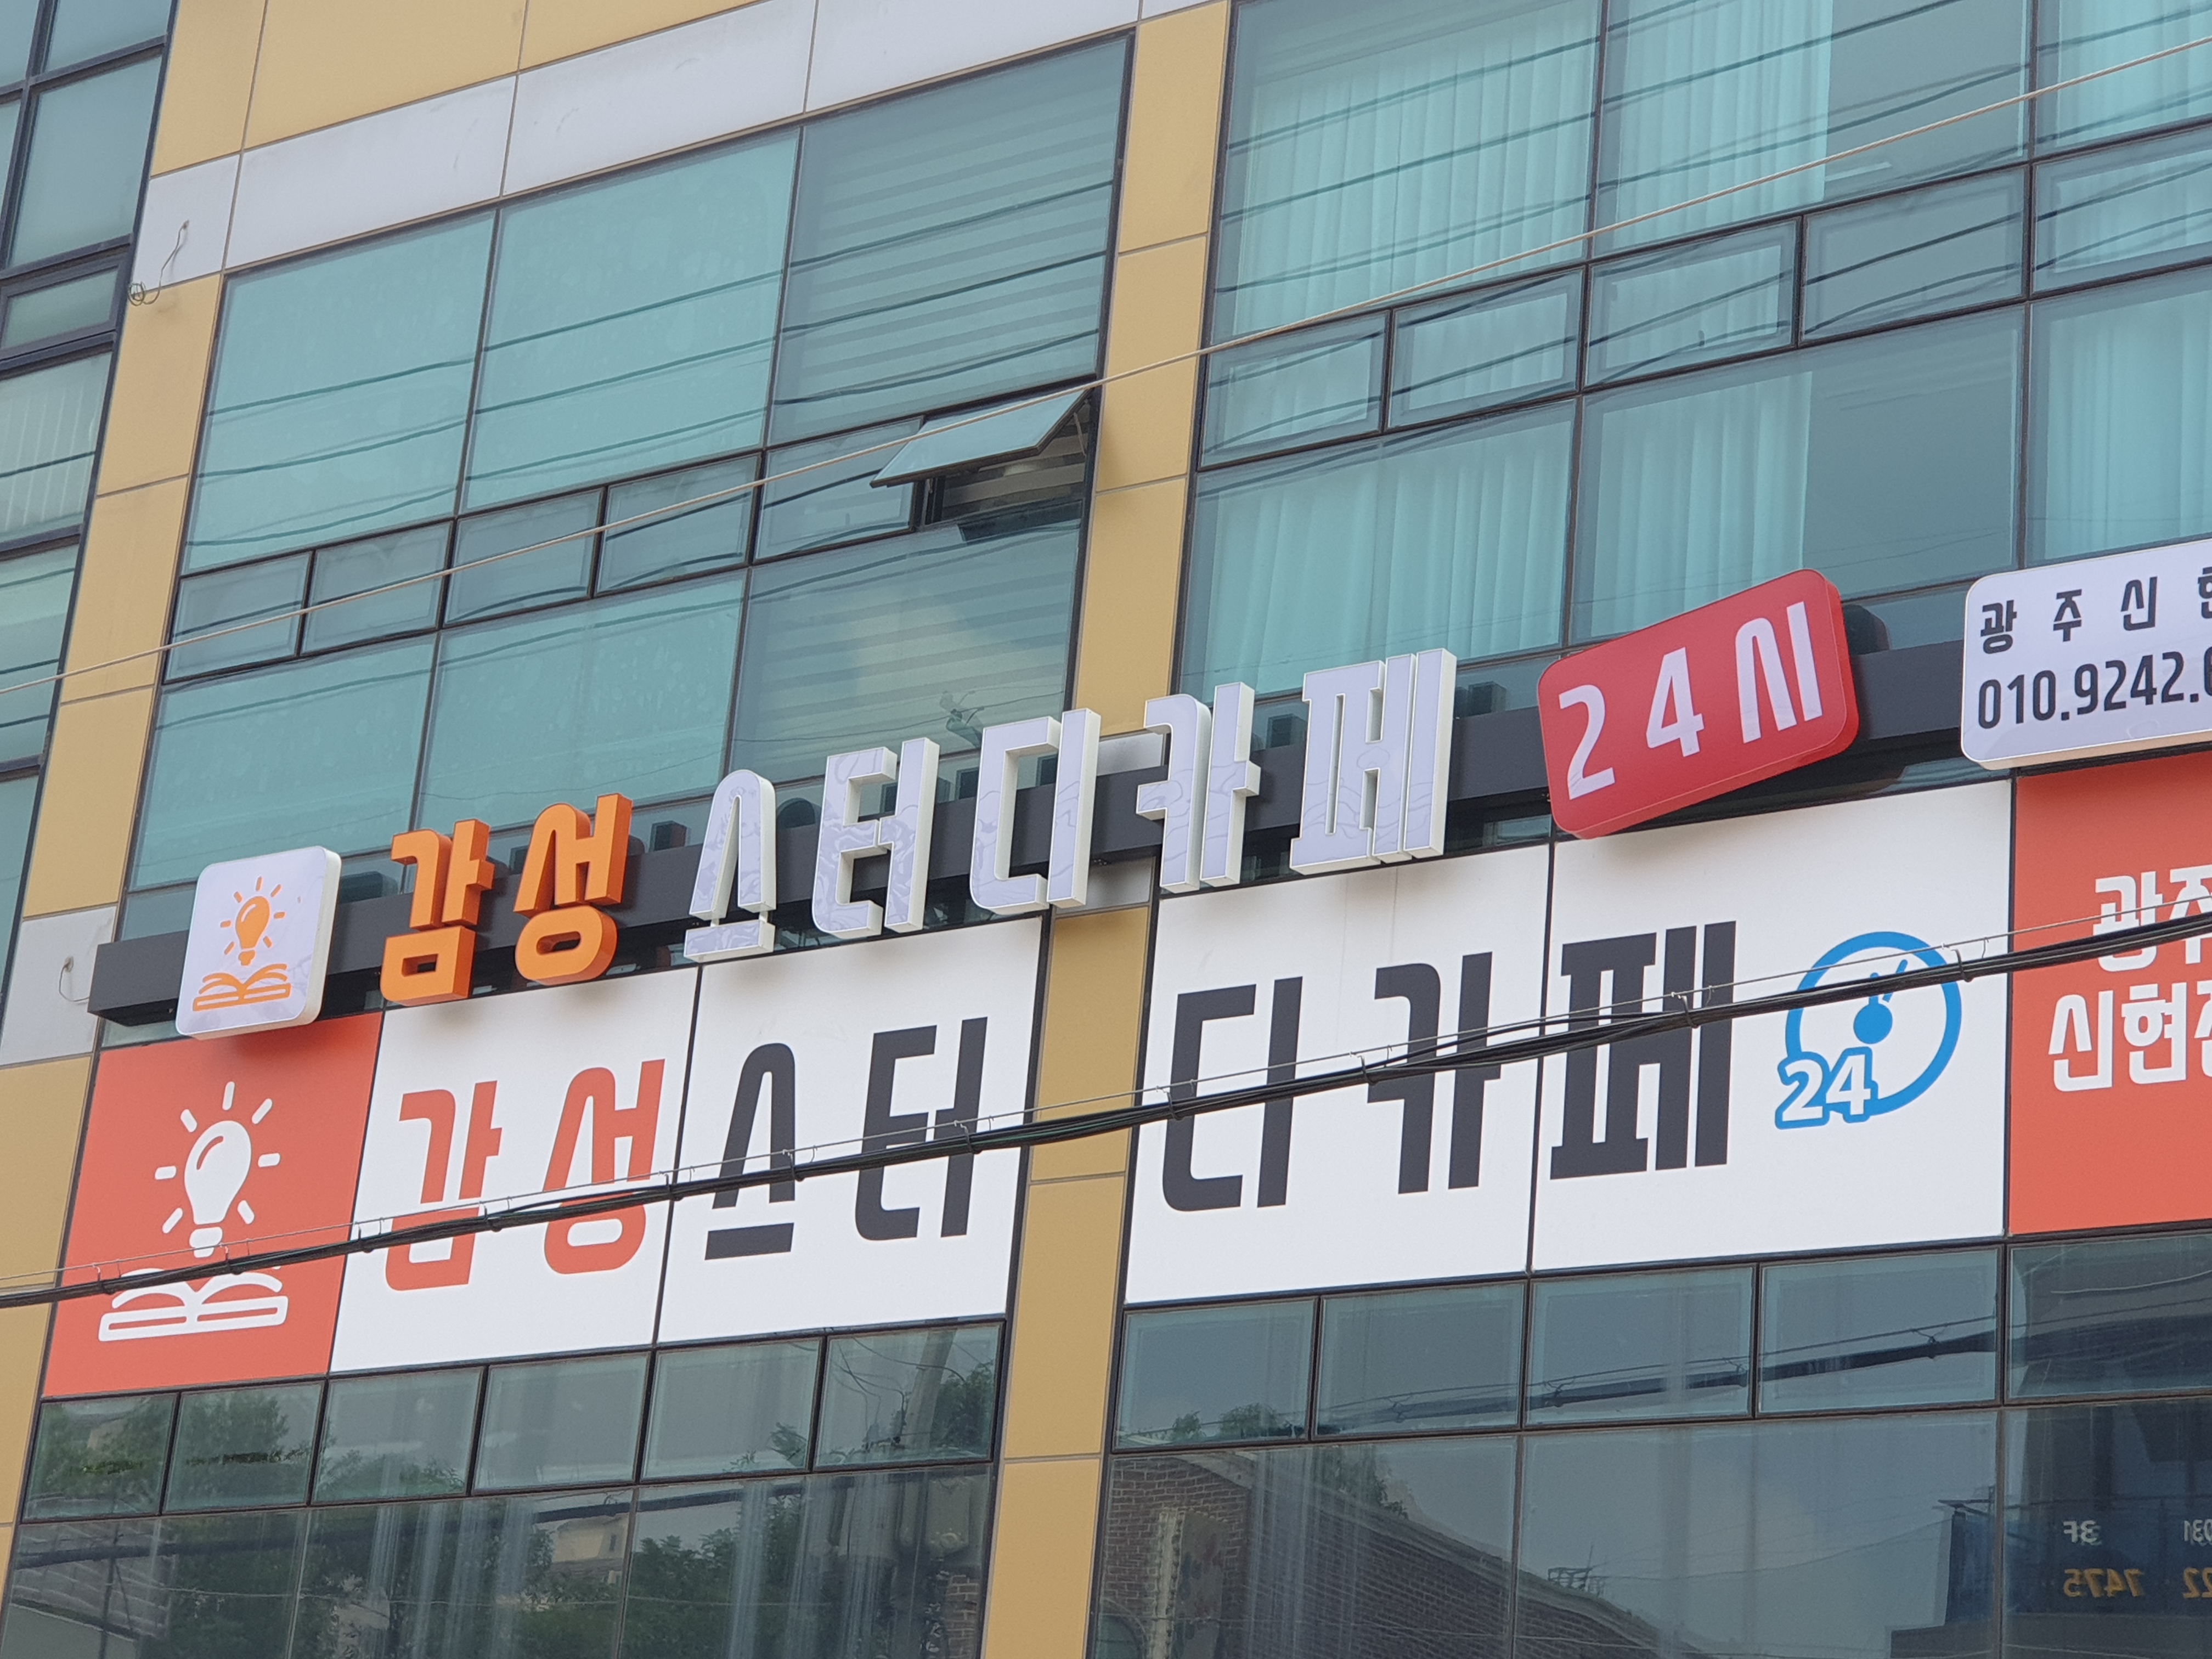 감성 스터디카페 24시
광주신
010.9242.
감성스터디카페 24
광주
신현
3F
7475